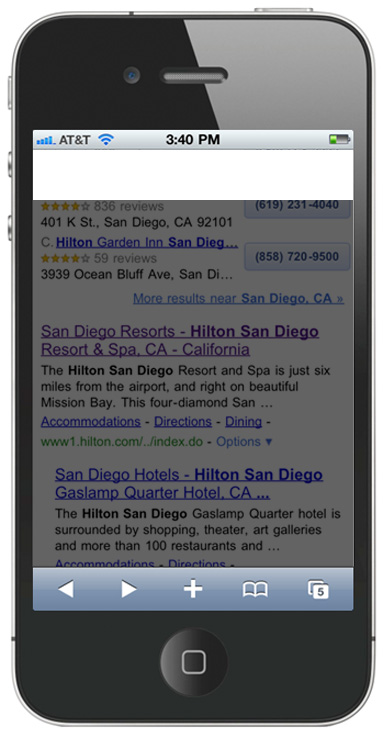 AT&T 3:40 PM
836 reviews (619) 231-4040
401 K St., San Diego, CA 92101
C. Hilton Garden Inn San Dieg...
59 reviews (858) 720-9500
3939 Ocean Bluff Ave, San Di...
More results near San Diego, CA »
San Diego Resorts - Hilton San Diego
Resort & Spa, CA - California
The Hilton San Diego Resort and Spa is just six
miles from the airport, and right on beautiful
Mission Bay. This four-diamond San ...
Accommodations - Directions - Dining -
www1.hilton.com/../index.do - Options ▼
San Diego Hotels - Hilton San Diego
Gaslamp Quarter Hotel, CA ...
The Hilton San Diego Gaslamp Quarter hotel is
surrounded by shopping, theater, art galleries
and more than 100 restaurants and ...
Accommodations - Directions -
5